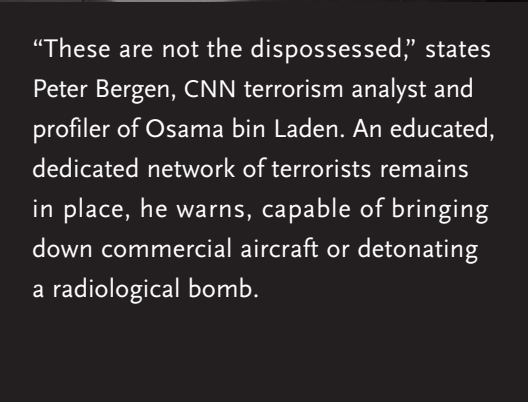 “These are not the dispossessed,” states
Peter Bergen, CNN terrorism analyst and
profiler of Osama bin Laden. An educated,
dedicated network of terrorists remains
in place, he warns, capable of bringing
down commercial aircraft or detonating
a radiological bomb.